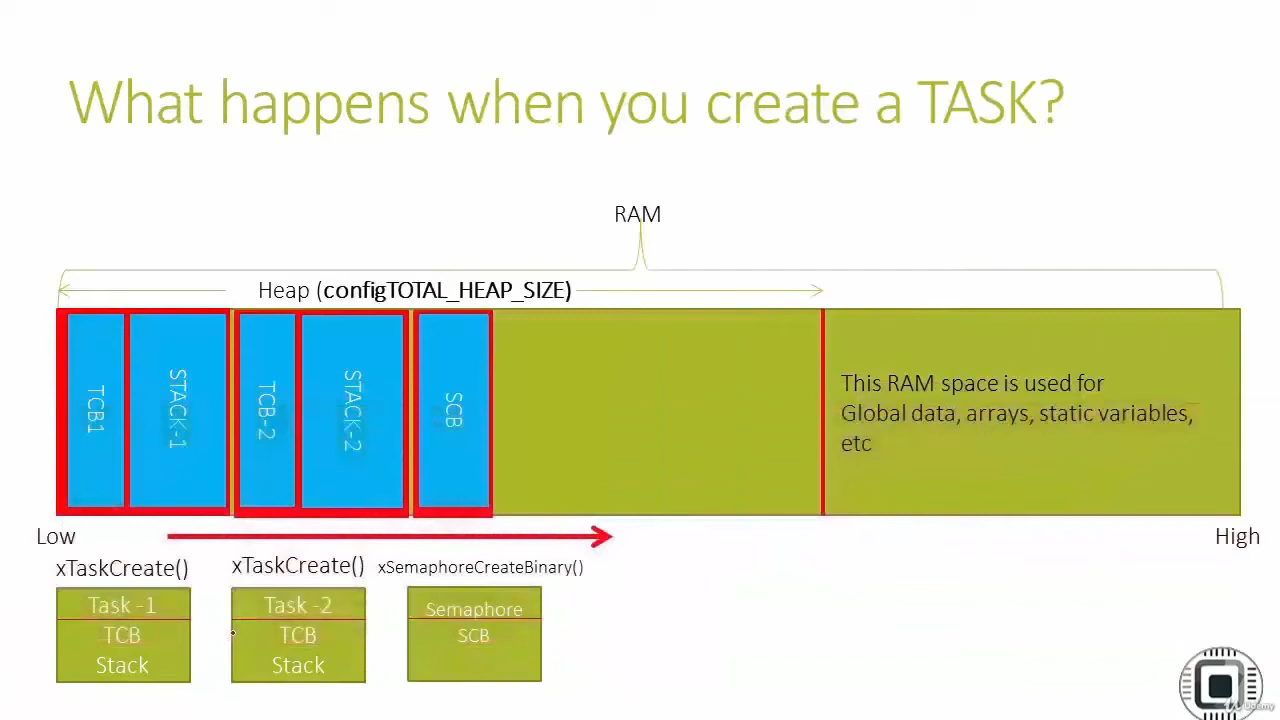 What happens when you create a TASK?
RAM
Heap (configTOTAL_HEAP_SIZE)
TCB1
STACK-1
TCB-2
STACK-2
SCB
This RAM space is used for
Global data, arrays, static variables,
etc
Low
High
xTaskCreate()
xTaskCreate()
xSemaphoreCreateBinary()
Task -1
TCB
Stack
Task -2
TCB
Stack
Semaphore
SCB
Udemy